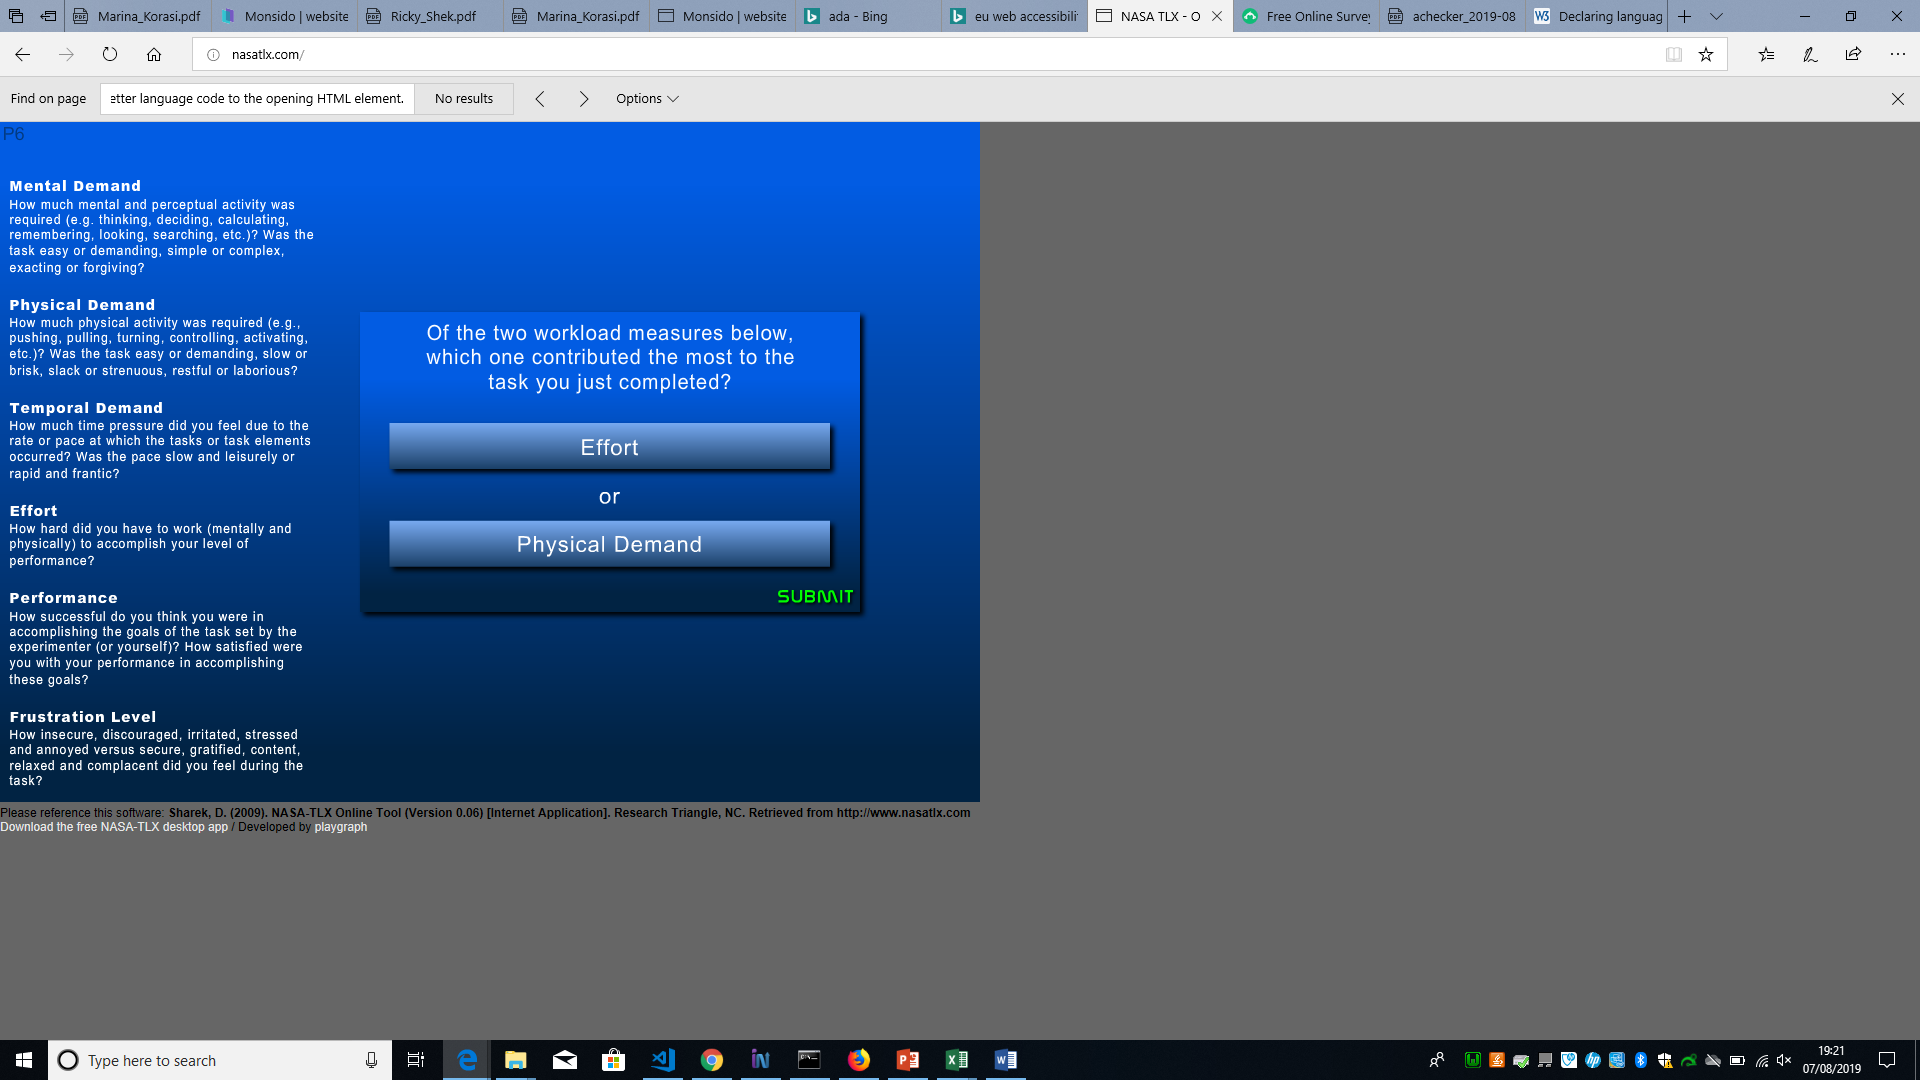 Marina_Korasi.pdf
Monsido | website
Ricky_Shek.pdf
Marina_Korasi.pdf
Monsido | website
ada - Bing
eu web accessibili
NASA TLX - O
Free Online Surve
achecker_2019-08
Declaring languag
nasatlx.com/
Find on page
etter language code to the opening HTML element.
No results
Options
P6
Mental Demand
How much mental and perceptual activity was
required (e.g. thinking, deciding, calculating,
remembering, looking, searching, etc.)? Was the
task easy or demanding, simple or complex,
exacting or forgiving?
Physical Demand
How much physical activity was required (e.g.,
pushing, pulling, turning, controlling, activating,
etc.)? Was the task easy or demanding, slow or
brisk, slack or strenuous, restful or laborious?
Temporal Demand
How much time pressure did you feel due to the
rate or pace at which the tasks or task elements
occurred? Was the pace slow and leisurely or
rapid and frantic?
Effort
How hard did you have to work (mentally and
physically) to accomplish your level of
performance?
Performance
How successful do you think you were in
accomplishing the goals of the task set by the
experimenter (or yourself)? How satisfied were
you with your performance in accomplishing
these goals?
Frustration Level
How insecure, discouraged, irritated, stressed
and annoyed versus secure, gratified, content,
relaxed and complacent did you feel during the
task?
Of the two workload measures below,
which one contributed the most to the
task you just completed?
Effort
or
Physical Demand
SUBMIT
Please reference this software: Sharek, D. (2009). NASA-TLX Online Tool (Version 0.06) [Internet Application]. Research Triangle, NC. Retrieved from http://www.nasatlx.com
Download the free NASA-TLX desktop app / Developed by playgraph
Type here to search
19:21
07/08/2019